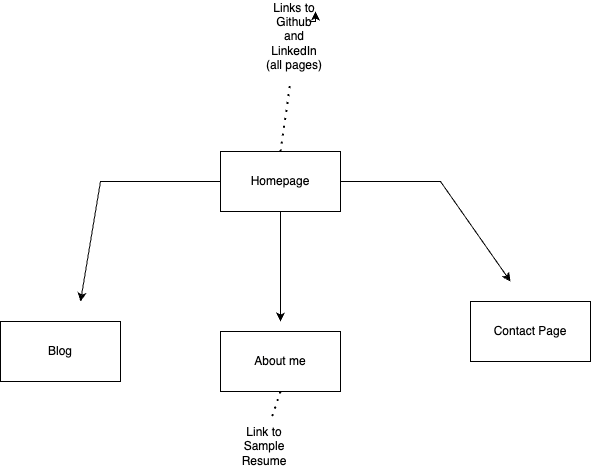 Links to
Github
and
LinkedIn
(all pages)
Homepage
Blog
About me
Contact Page
Link to
Sample
Resume